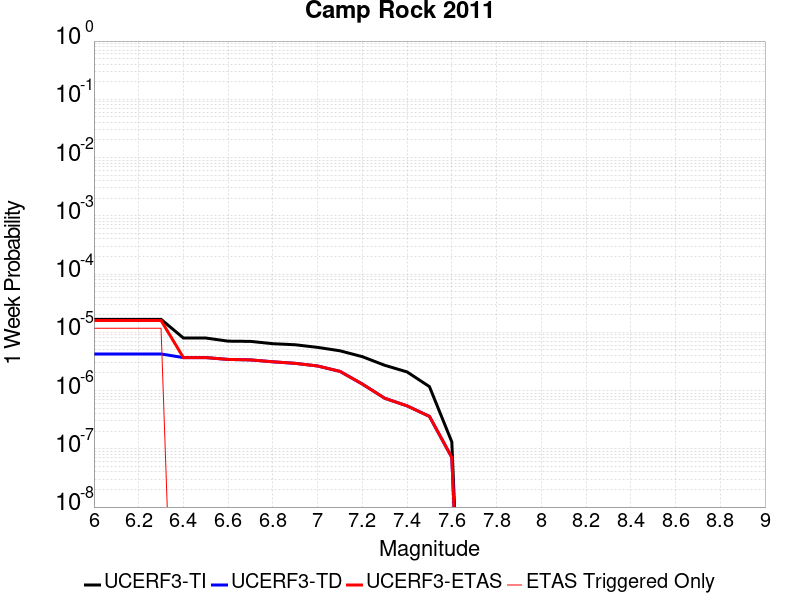 Camp Rock 2011
1 Week Probability
10^0
10^-1
10^-2
10^-3
10^-4
10^-5
10^-6
10^-7
10^-8
6 6.2 6.4 6.6 6.8 7 7.2 7.4 7.6 7.8 8 8.2 8.4 8.6 8.8 9
Magnitude
UCERF3-TI UCERF3-TD UCERF3-ETAS ETAS Triggered Only